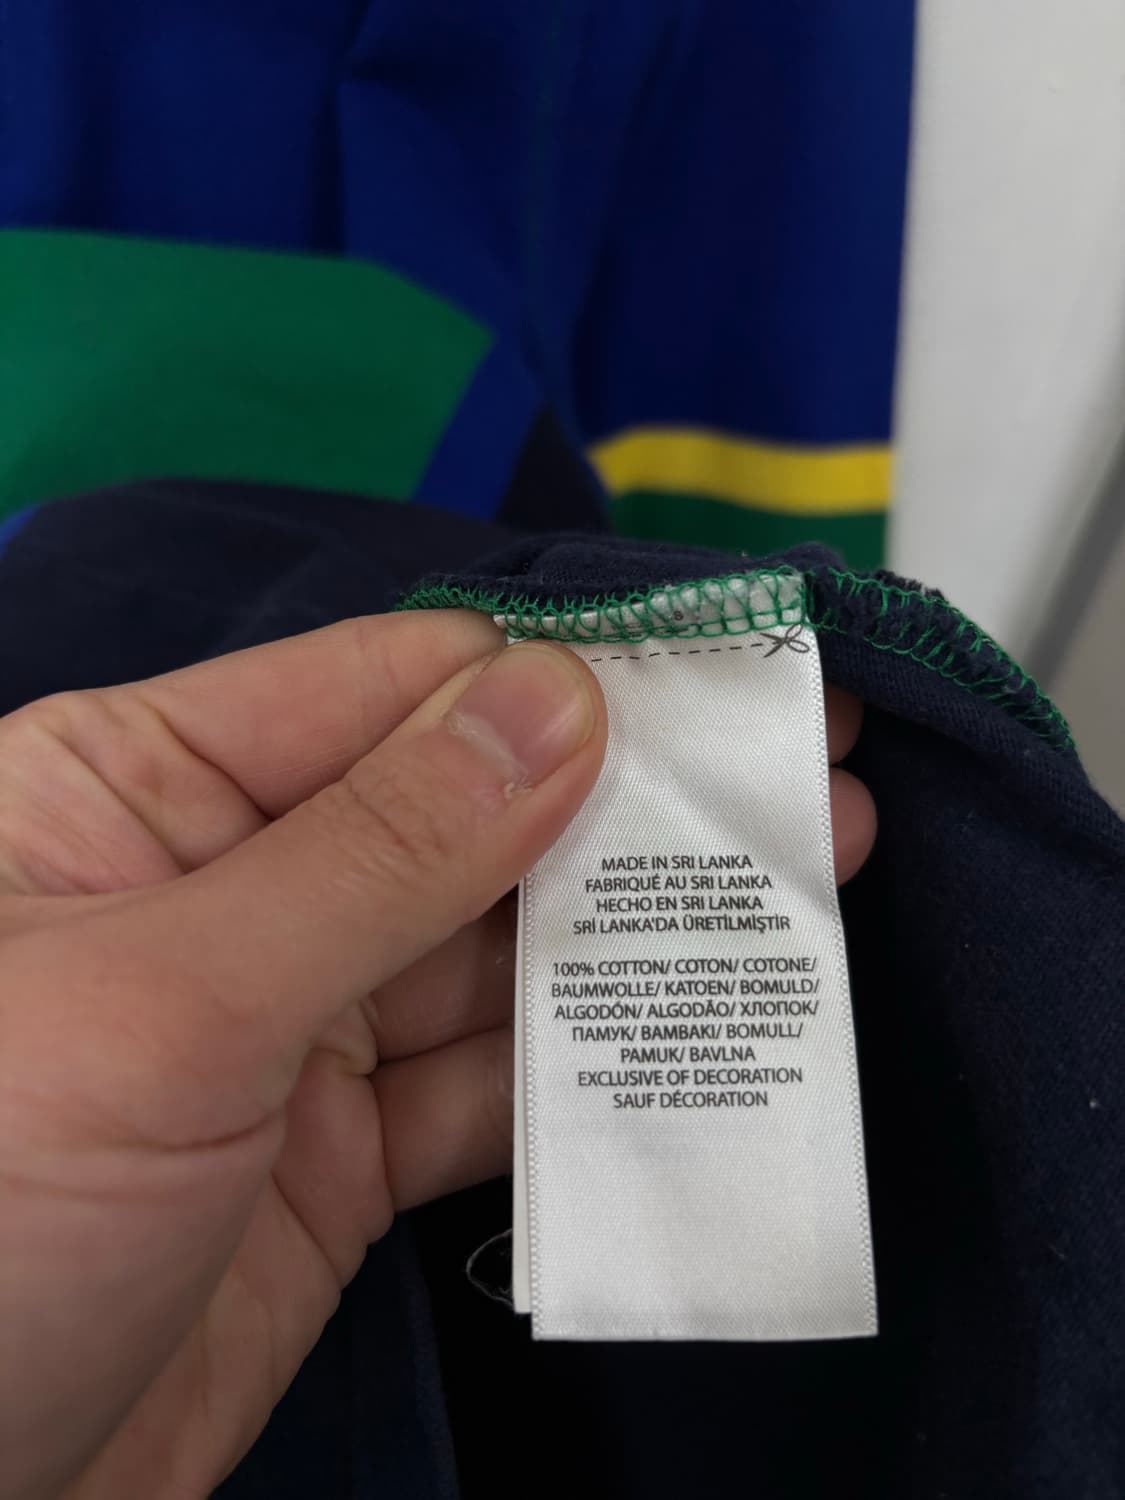 MADE IN SRI LANKA
FABRIQUÉ AU SRI LANKA
HECHO EN SRI LANKA
SRİ LANKA'DA ÜRETİLMİŞTİR
100% COTTON/ COTON/ COTONE/
BAUMWOLLE/ KATOEN/ BOMULD/
ALGODÓN/ ALGODÃO/ ХЛОПОК/
ПАМУК/ ΒΑΜΒΑΚΙ/ BOMULL/
PAMUK/ BAVLNA
EXCLUSIVE OF DECORATION
SAUF DÉCORATION